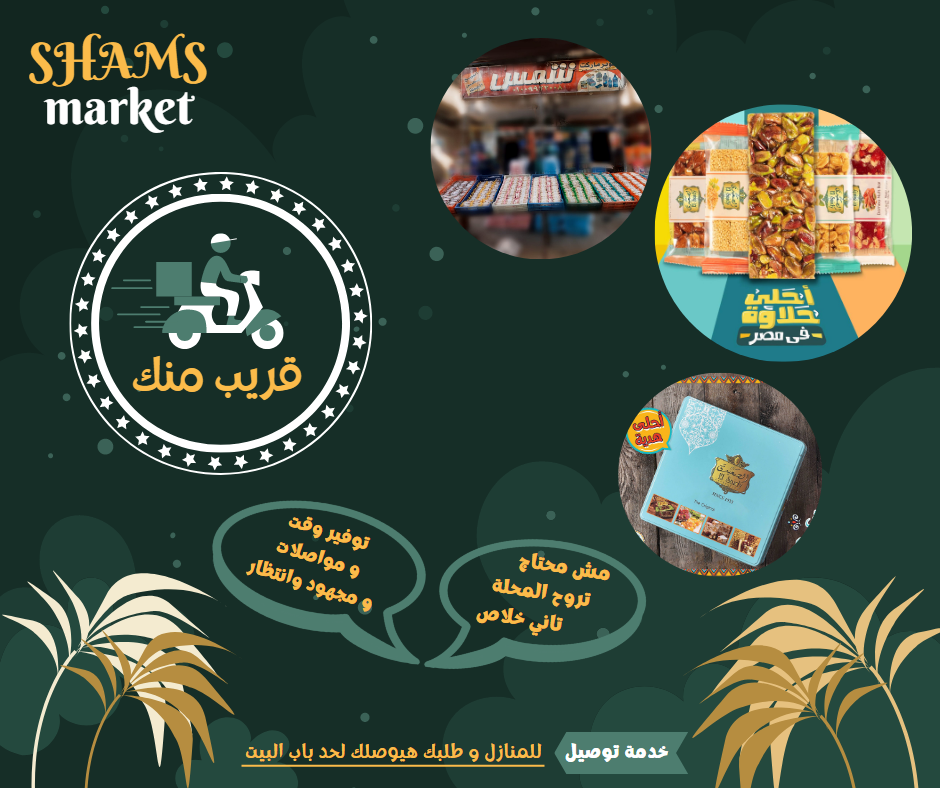 SHAMS
market
شمس
أحلى
حلاوة
فى مصر
قريب منك
أحلى
هدية
توفير وقت
و مواصلات
و مجهود وانتظار
مش محتاج
تروح المحلة
تاني خلاص
خدمة توصيل
للمنازل و طلبك هيوصلك لحد باب البيت